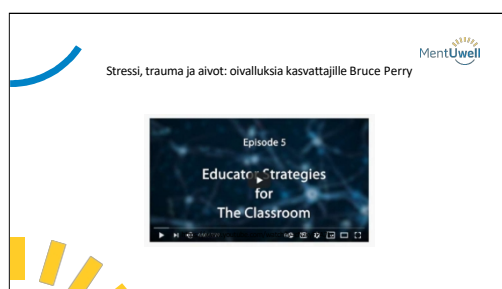 MentUwell
Stressi, trauma ja aivot: oivalluksia kasvattajille Bruce Perry
Episode 5
Educator Strategies
for
The Classroom